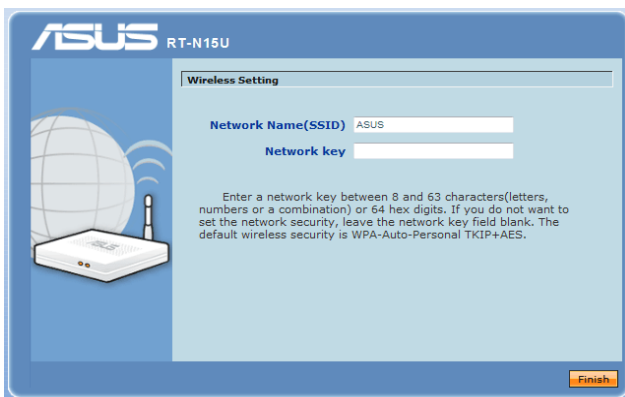 ASUS RT-N15U
Wireless Setting
Network Name(SSID) ASUS
Network key
Enter a network key between 8 and 63 characters(letters,
numbers or a combination) or 64 hex digits. If you do not want to
set the network security, leave the network key field blank. The
default wireless security is WPA-Auto-Personal TKIP+AES.
ASUS
Finish